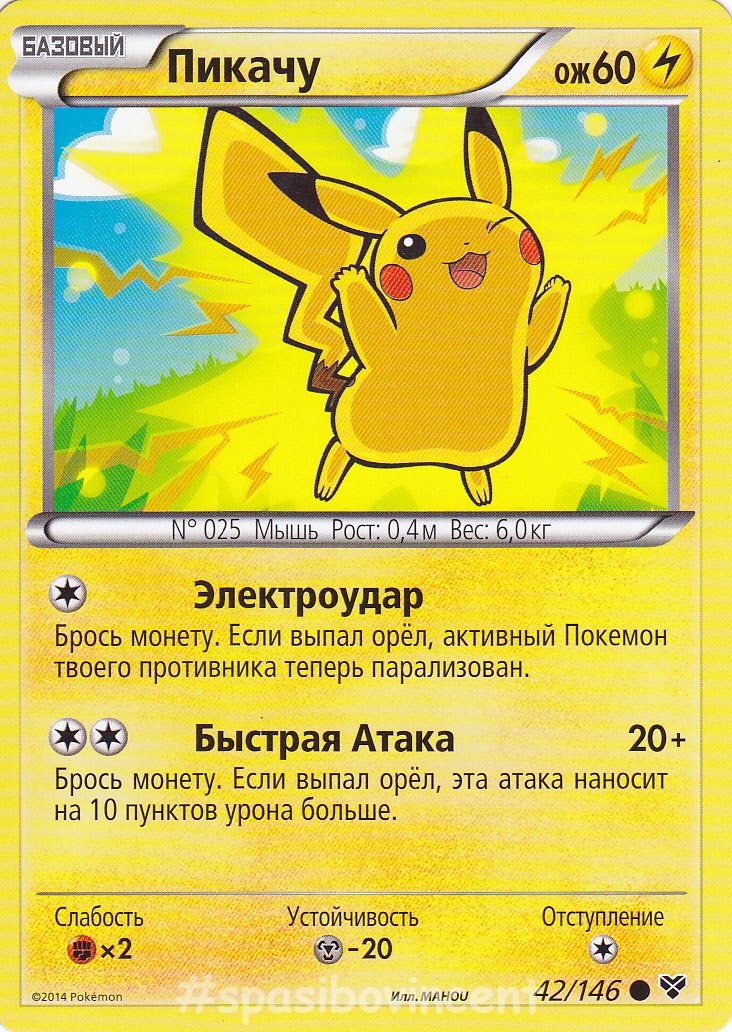 БАЗОВЫЙ
Пикачу
ОЖ60
N° 025 Мышь Рост: 0,4м Вес: 6,0кг
Электроудар
Брось монету. Если выпал орёл, активный Покемон
твоего противника теперь парализован.
Быстрая Атака 20+
Брось монету. Если выпал орёл, эта атака наносит
на 10 пунктов урона больше.
Слабость Устойчивость Отступление
×2 -20
©2014 Pokémon Илл. MAHOU 42/146
#spasibovincent